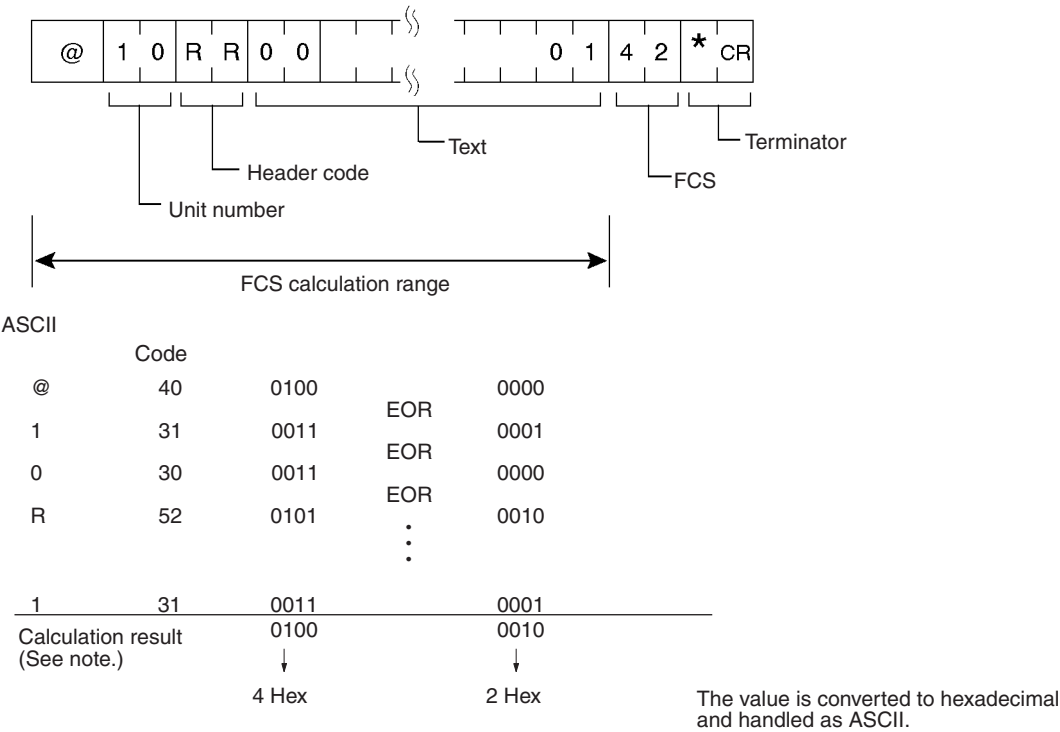 @ 1 0 R R 0 0 0 1 4 2 * CR
Text
Terminator
Header code
FCS
Unit number
FCS calculation range
ASCII
Code
@ 40 0100 0000
EOR
1 31 0011 0001
EOR
0 30 0011 0000
EOR
R 52 0101 0010
1 31 0011 0001
Calculation result 0100 0010
(See note.)
4 Hex 2 Hex
The value is converted to hexadecimal
and handled as ASCII.